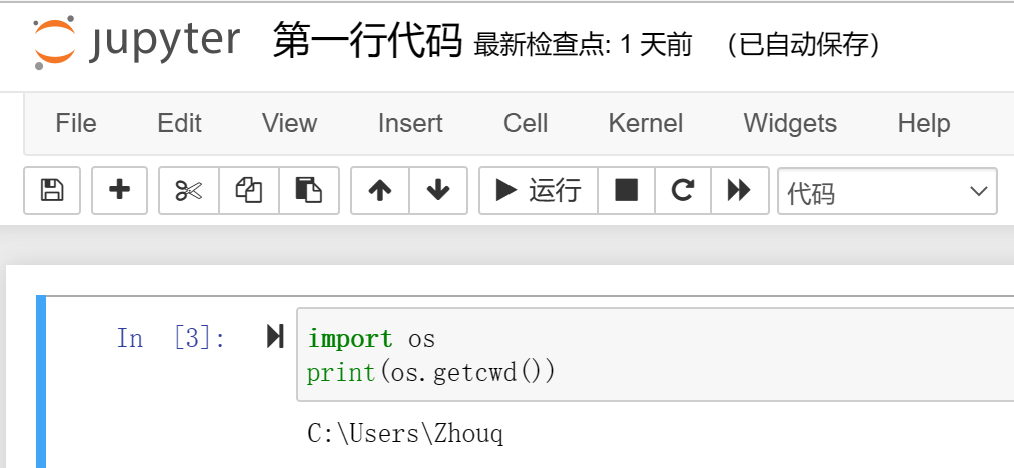 jupyter 第一行代码 最新检查点: 1 天前 （已自动保存）
File Edit View Insert Cell Kernel Widgets Help
运行 代码
In [3]: import os
print(os.getcwd())
C:\Users\Zhouq